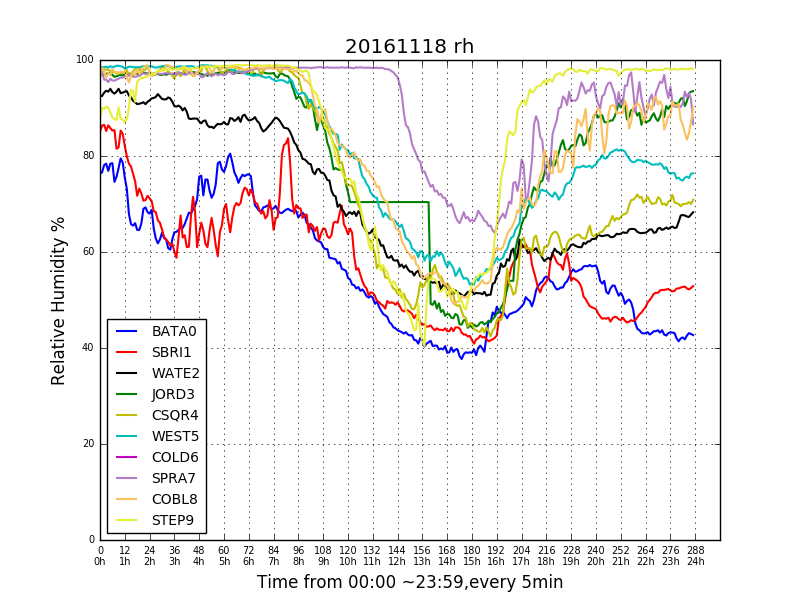 20161118 rh
Relative Humidity %
100
80
60
40
20
0
BATA0
SBRI1
WATE2
JORD3
CSQR4
WEST5
COLD6
SPRA7
COBL8
STEP9
0 12 24 36 48 60 72 84 96 108 120 132 144 156 168 180 192 204 216 228 240 252 264 276 288
0h 1h 2h 3h 4h 5h 6h 7h 8h 9h 10h 11h 12h 13h 14h 15h 16h 17h 18h 19h 20h 21h 22h 23h 24h
Time from 00:00 ~23:59,every 5min